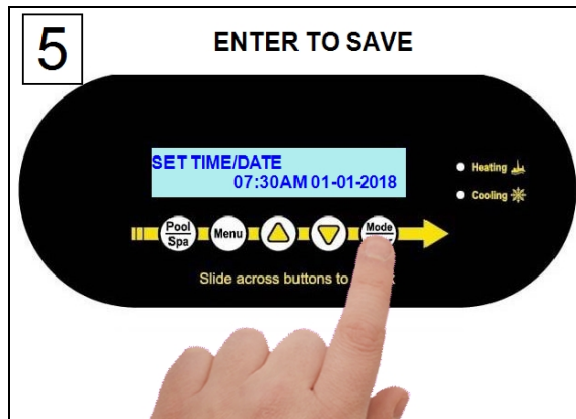 5
ENTER TO SAVE
SET TIME/DATE
07:30AM 01-01-2018
Heating
Cooling
Pool
Spa
Menu
Mode
Slide across buttons to